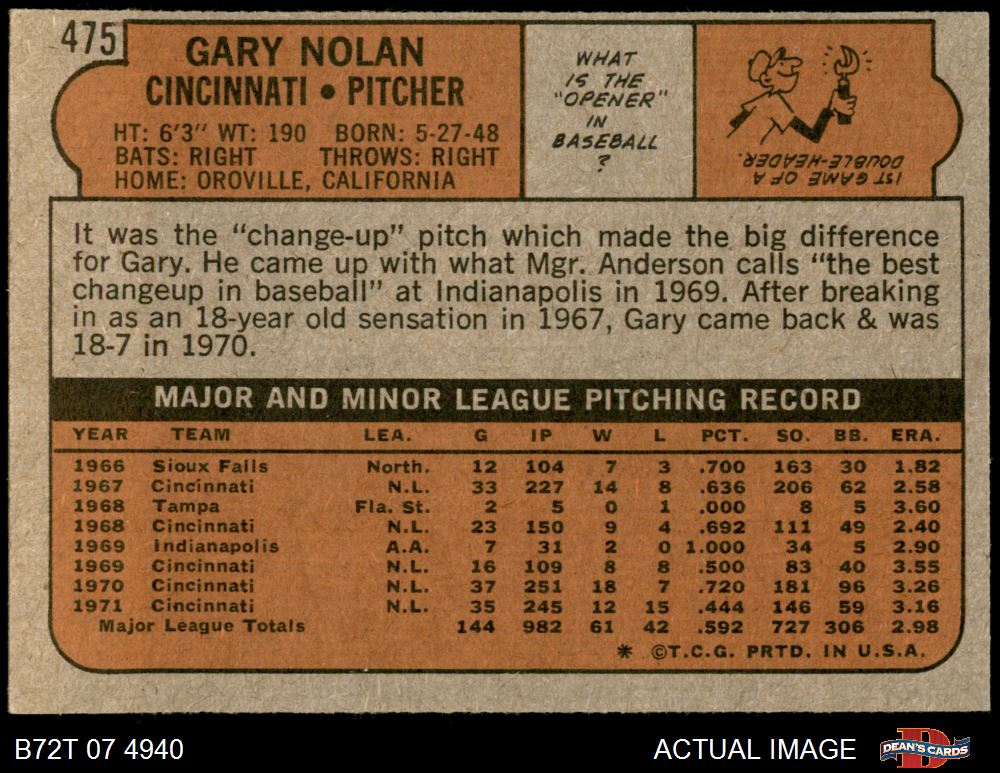 475
GARY NOLAN
CINCINNATI • PITCHER
HT: 6'3" WT: 190 BORN: 5-27-48
BATS: RIGHT THROWS: RIGHT
HOME: OROVILLE, CALIFORNIA
WHAT
IS THE
"OPENER"
IN
BASEBALL
?
1ST GAME OF A
DOUBLE-HEADER.
It was the "change-up" pitch which made the big difference
for Gary. He came up with what Mgr. Anderson calls "the best
changeup in baseball" at Indianapolis in 1969. After breaking
in as an 18-year old sensation in 1967, Gary came back & was
18-7 in 1970.
MAJOR AND MINOR LEAGUE PITCHING RECORD
YEAR TEAM LEA. G IP W L PCT. SO. BB. ERA.
1966 Sioux Falls North. 12 104 7 3 .700 163 30 1.82
1967 Cincinnati N.L. 33 227 14 8 .636 206 62 2.58
1968 Tampa Fla. St. 2 5 0 1 .000 8 5 3.60
1968 Cincinnati N.L. 23 150 9 4 .692 111 49 2.40
1969 Indianapolis A.A. 7 31 2 0 1.000 34 5 2.90
1969 Cincinnati N.L. 16 109 8 8 .500 83 40 3.55
1970 Cincinnati N.L. 37 251 18 7 .720 181 96 3.26
1971 Cincinnati N.L. 35 245 12 15 .444 146 59 3.16
Major League Totals 144 982 61 42 .592 727 306 2.98
* ©T.C.G. PRTD. IN U.S.A.
B72T 07 4940 ACTUAL IMAGE DEAN'S CARDS